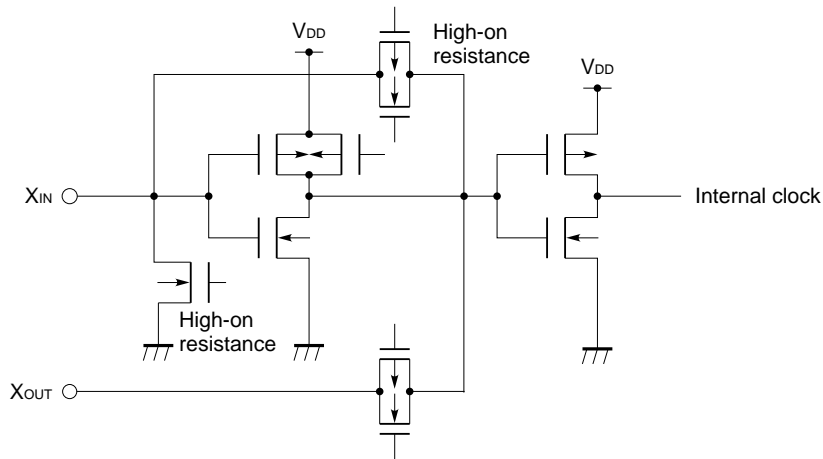 VDD
High-on
resistance
VDD
XIN
Internal clock
High-on
resistance
XOUT